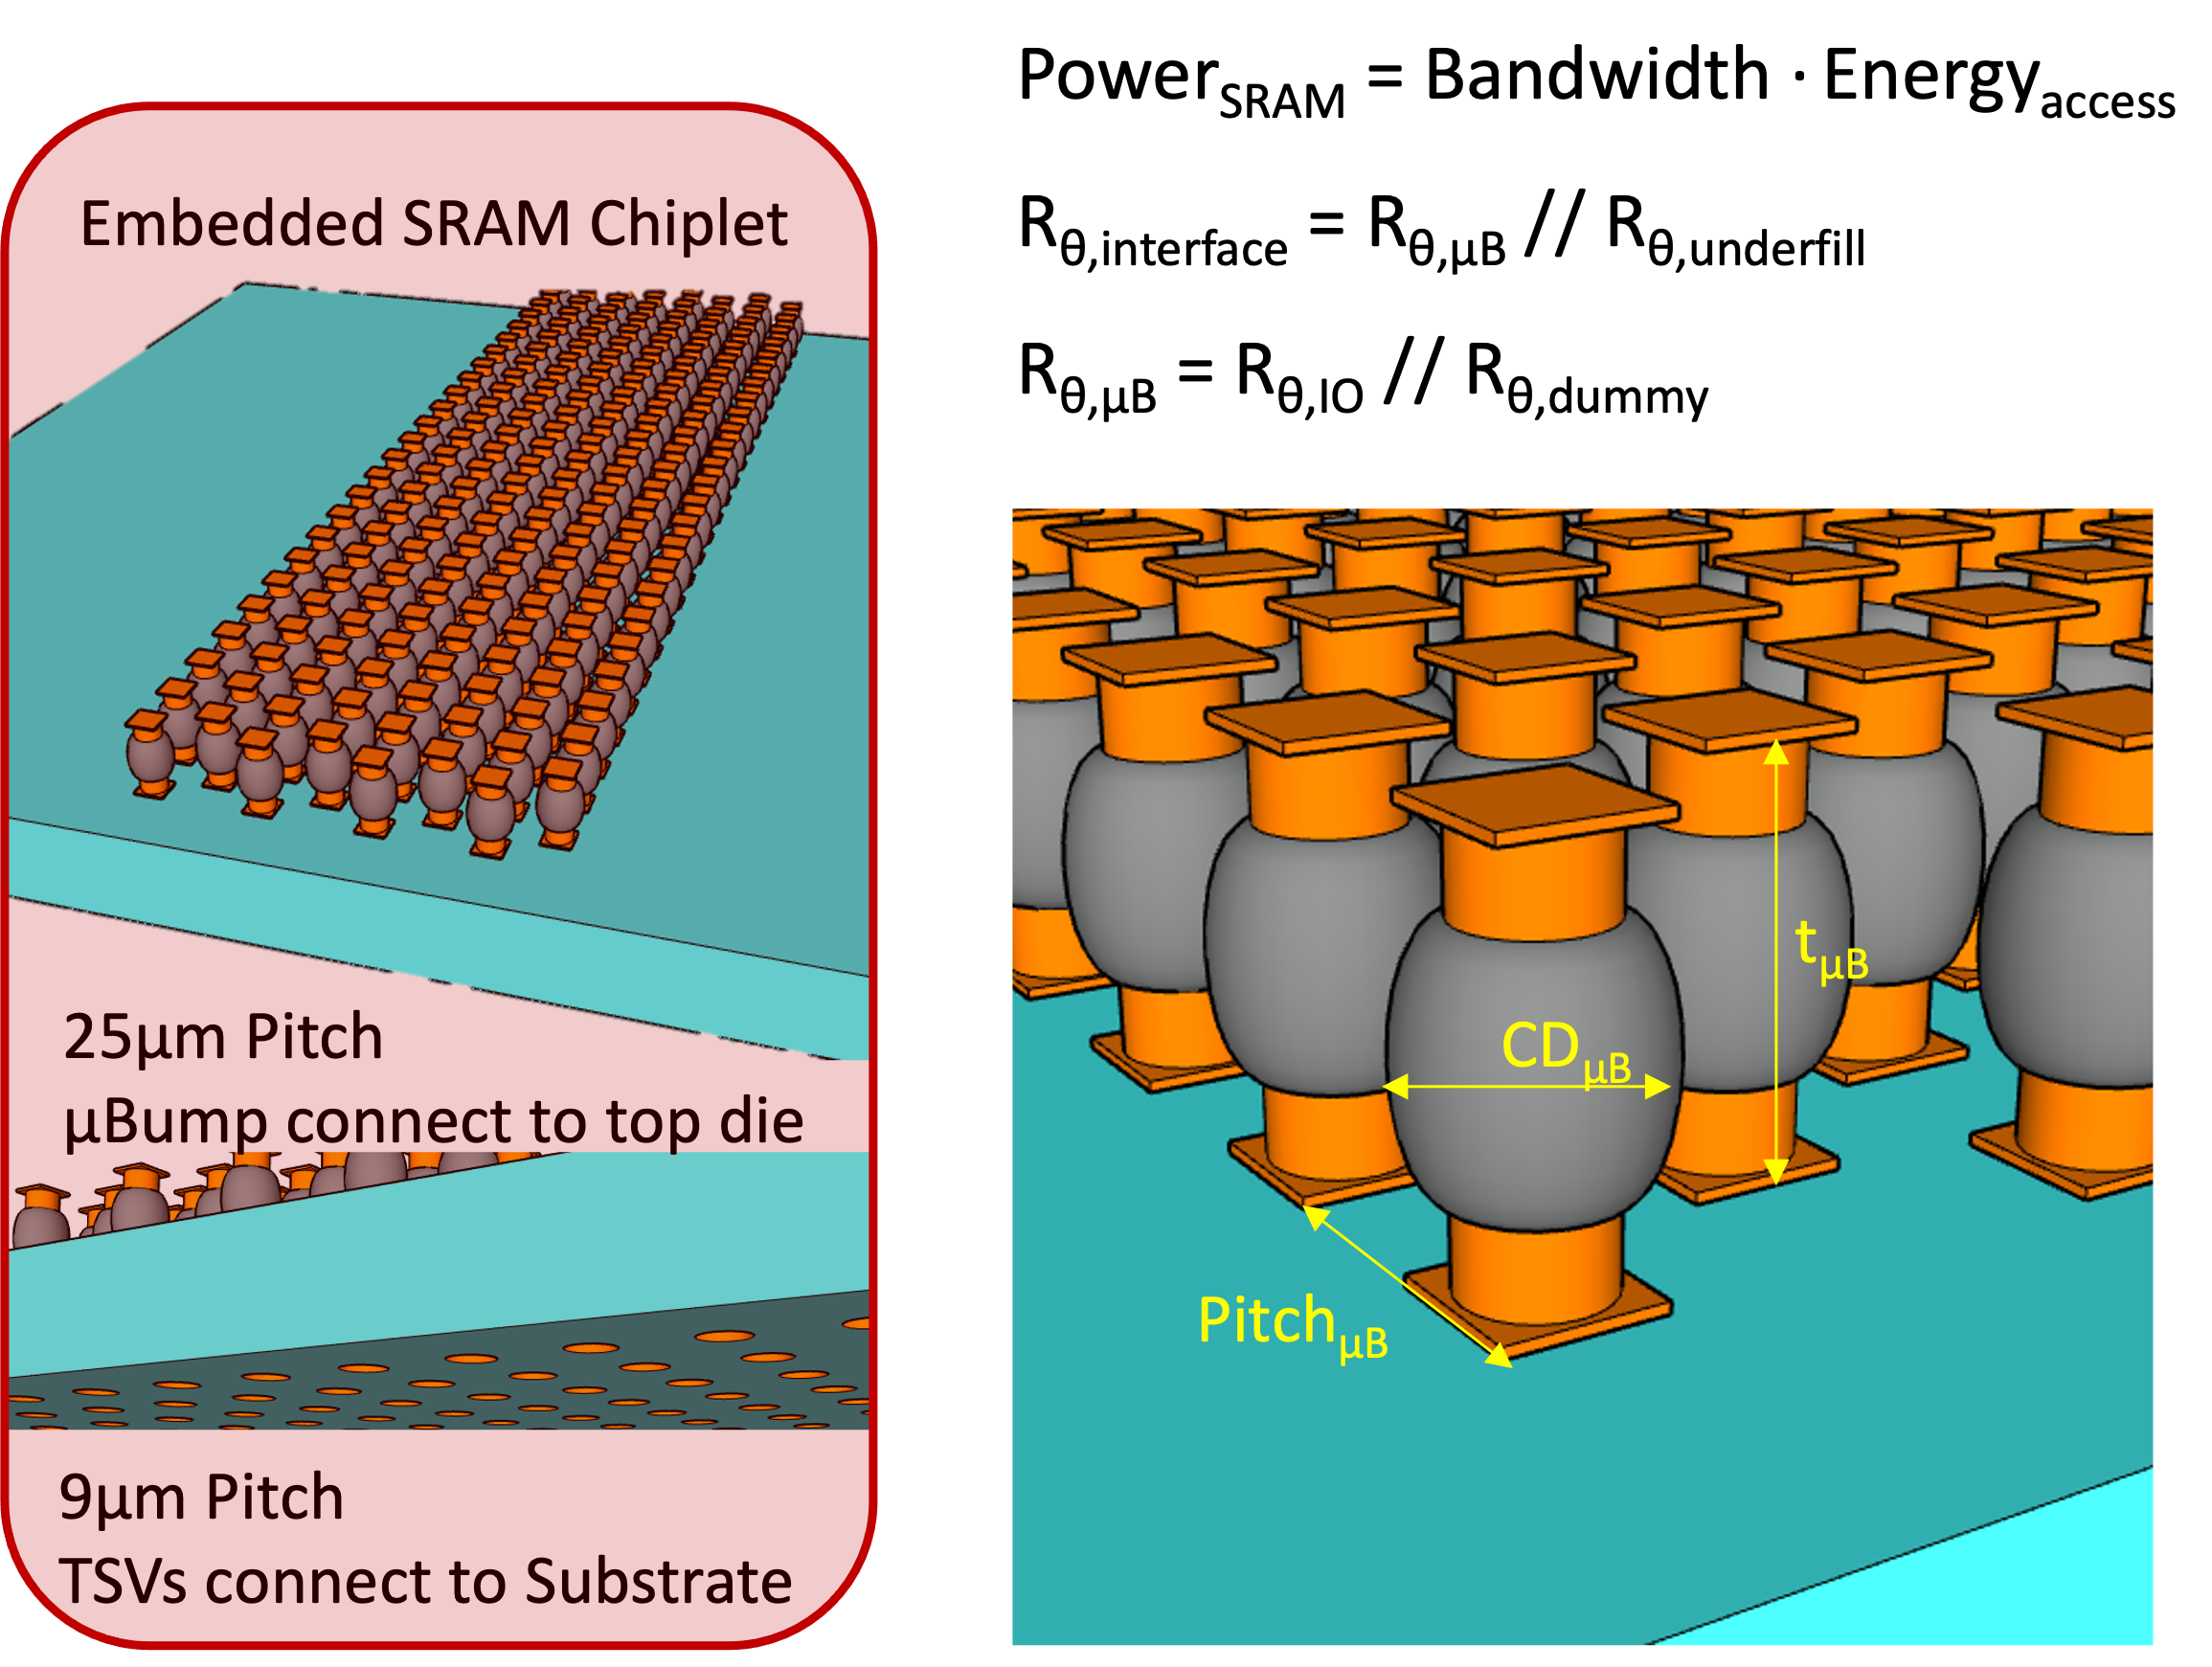 Embedded SRAM Chiplet
25µm Pitch
µBump connect to top die
9µm Pitch
TSVs connect to Substrate
Power_SRAM = Bandwidth · Energy_access
R_θ,interface = R_θ,µB // R_θ,underfill
R_θ,µB = R_θ,IO // R_θ,dummy
t_µB
CD_µB
Pitch_µB